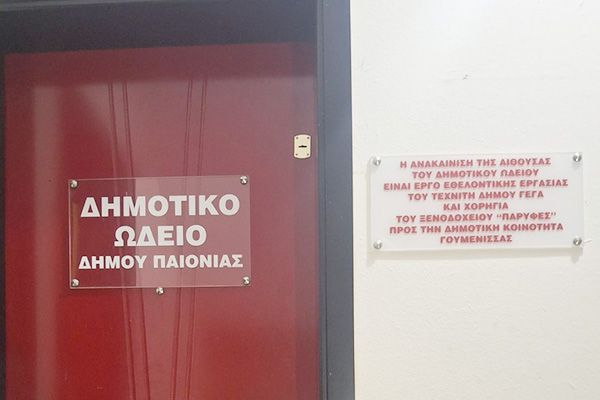 ΔΗΜΟΤΙΚΟ
ΩΔΕΙΟ
ΔΗΜΟΥ ΠΑΙΟΝΙΑΣ
Η ΑΝΑΚΑΙΝΙΣΗ ΤΗΣ ΑΙΘΟΥΣΑΣ
ΤΟΥ ΔΗΜΟΤΙΚΟΥ ΩΔΕΙΟΥ
ΕΙΝΑΙ ΕΡΓΟ ΕΘΕΛΟΝΤΙΚΗΣ ΕΡΓΑΣΙΑΣ
ΤΟΥ ΤΕΧΝΙΤΗ ΔΗΜΟΥ ΓΕΓΑ
ΚΑΙ ΧΟΡΗΓΙΑ
ΤΟΥ ΞΕΝΟΔΟΧΕΙΟΥ "ΠΑΡΥΦΕΣ"
ΠΡΟΣ ΤΗΝ ΔΗΜΟΤΙΚΗ ΚΟΙΝΟΤΗΤΑ
ΓΟΥΜΕΝΙΣΣΑΣ